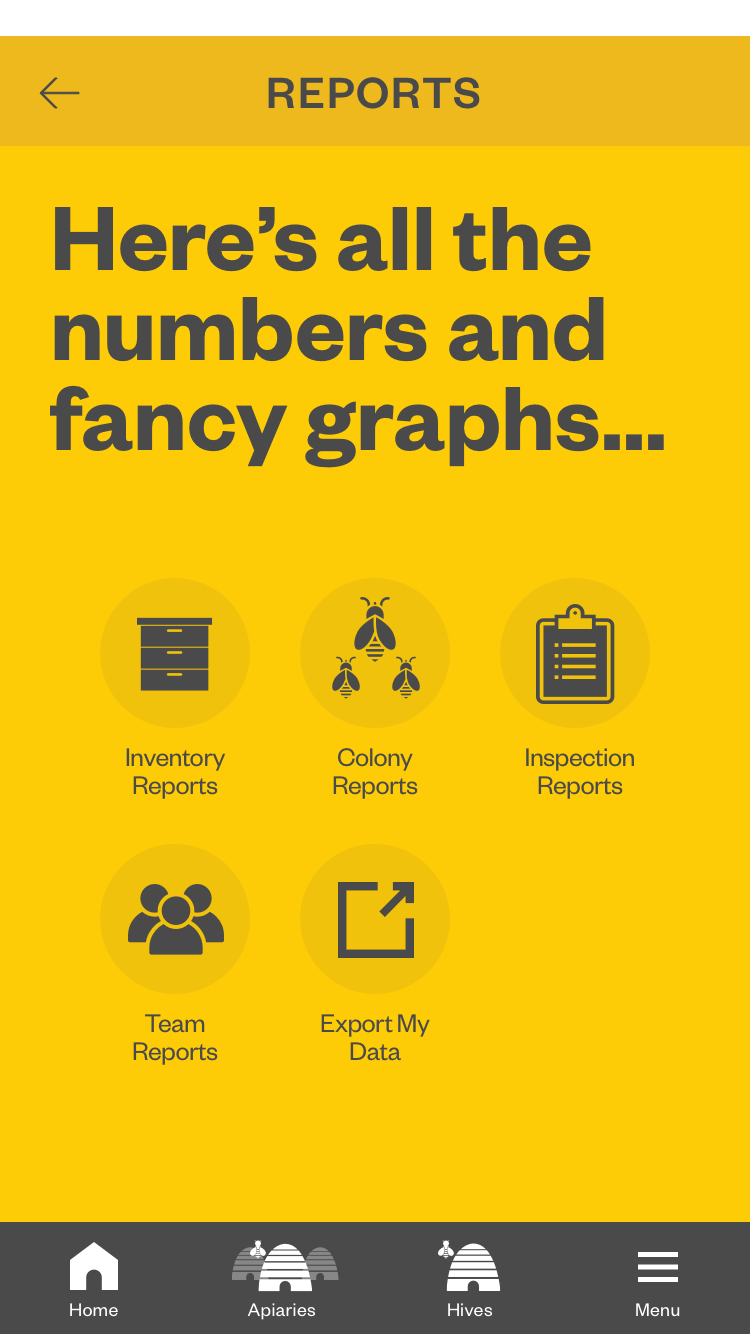 REPORTS
Here’s all the
numbers and
fancy graphs...
Inventory
Reports
Colony
Reports
Inspection
Reports
Team
Reports
Export My
Data
Home
Apiaries
Hives
Menu